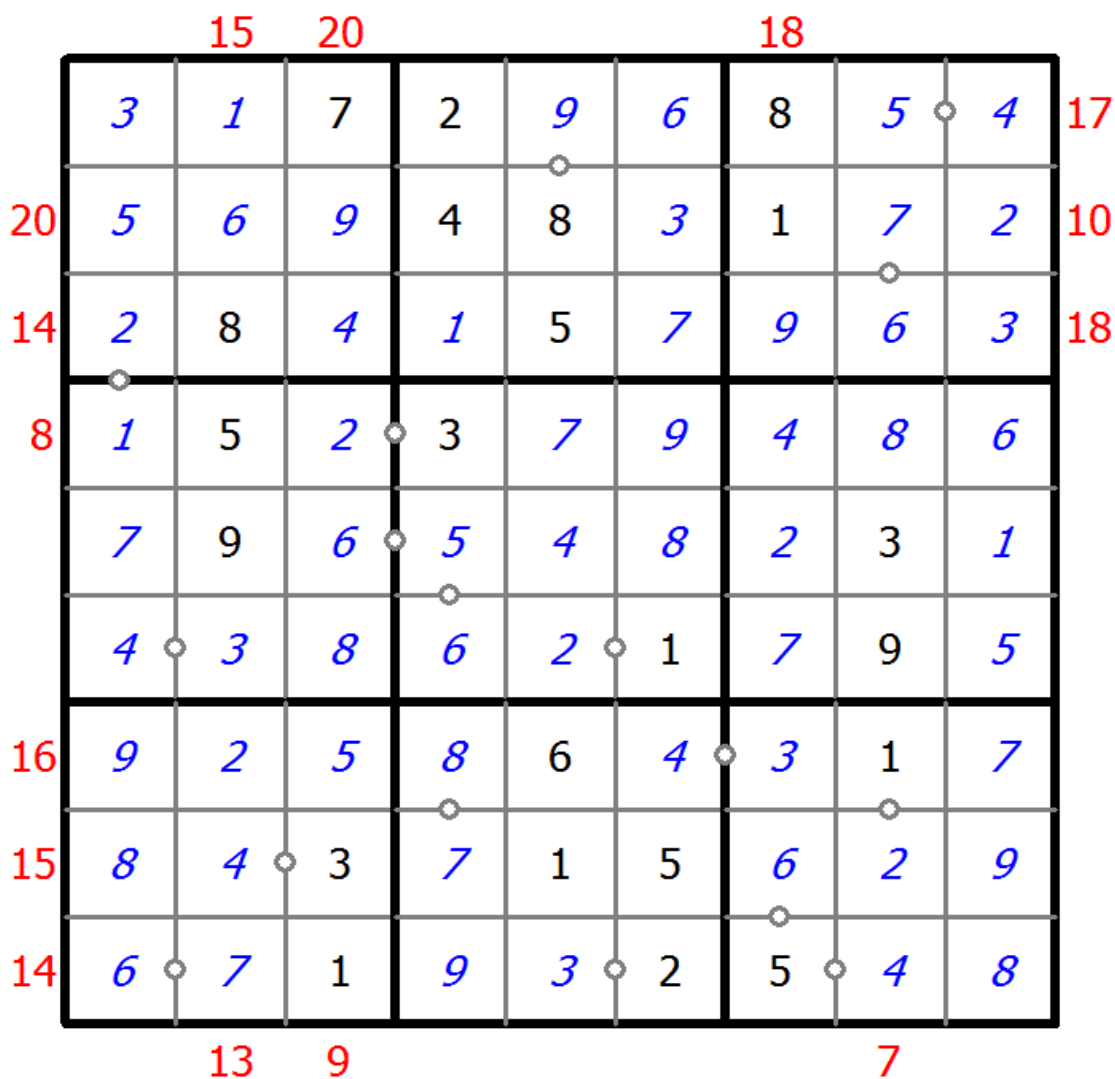 15 20 18
3 1 7 2 9 6 8 5 4 17
20 5 6 9 4 8 3 1 7 2 10
14 2 8 4 1 5 7 9 6 3 18
8 1 5 2 3 7 9 4 8 6
7 9 6 5 4 8 2 3 1
4 3 8 6 2 1 7 9 5
16 9 2 5 8 6 4 3 1 7
15 8 4 3 7 1 5 6 2 9
14 6 7 1 9 3 2 5 4 8
13 9 7